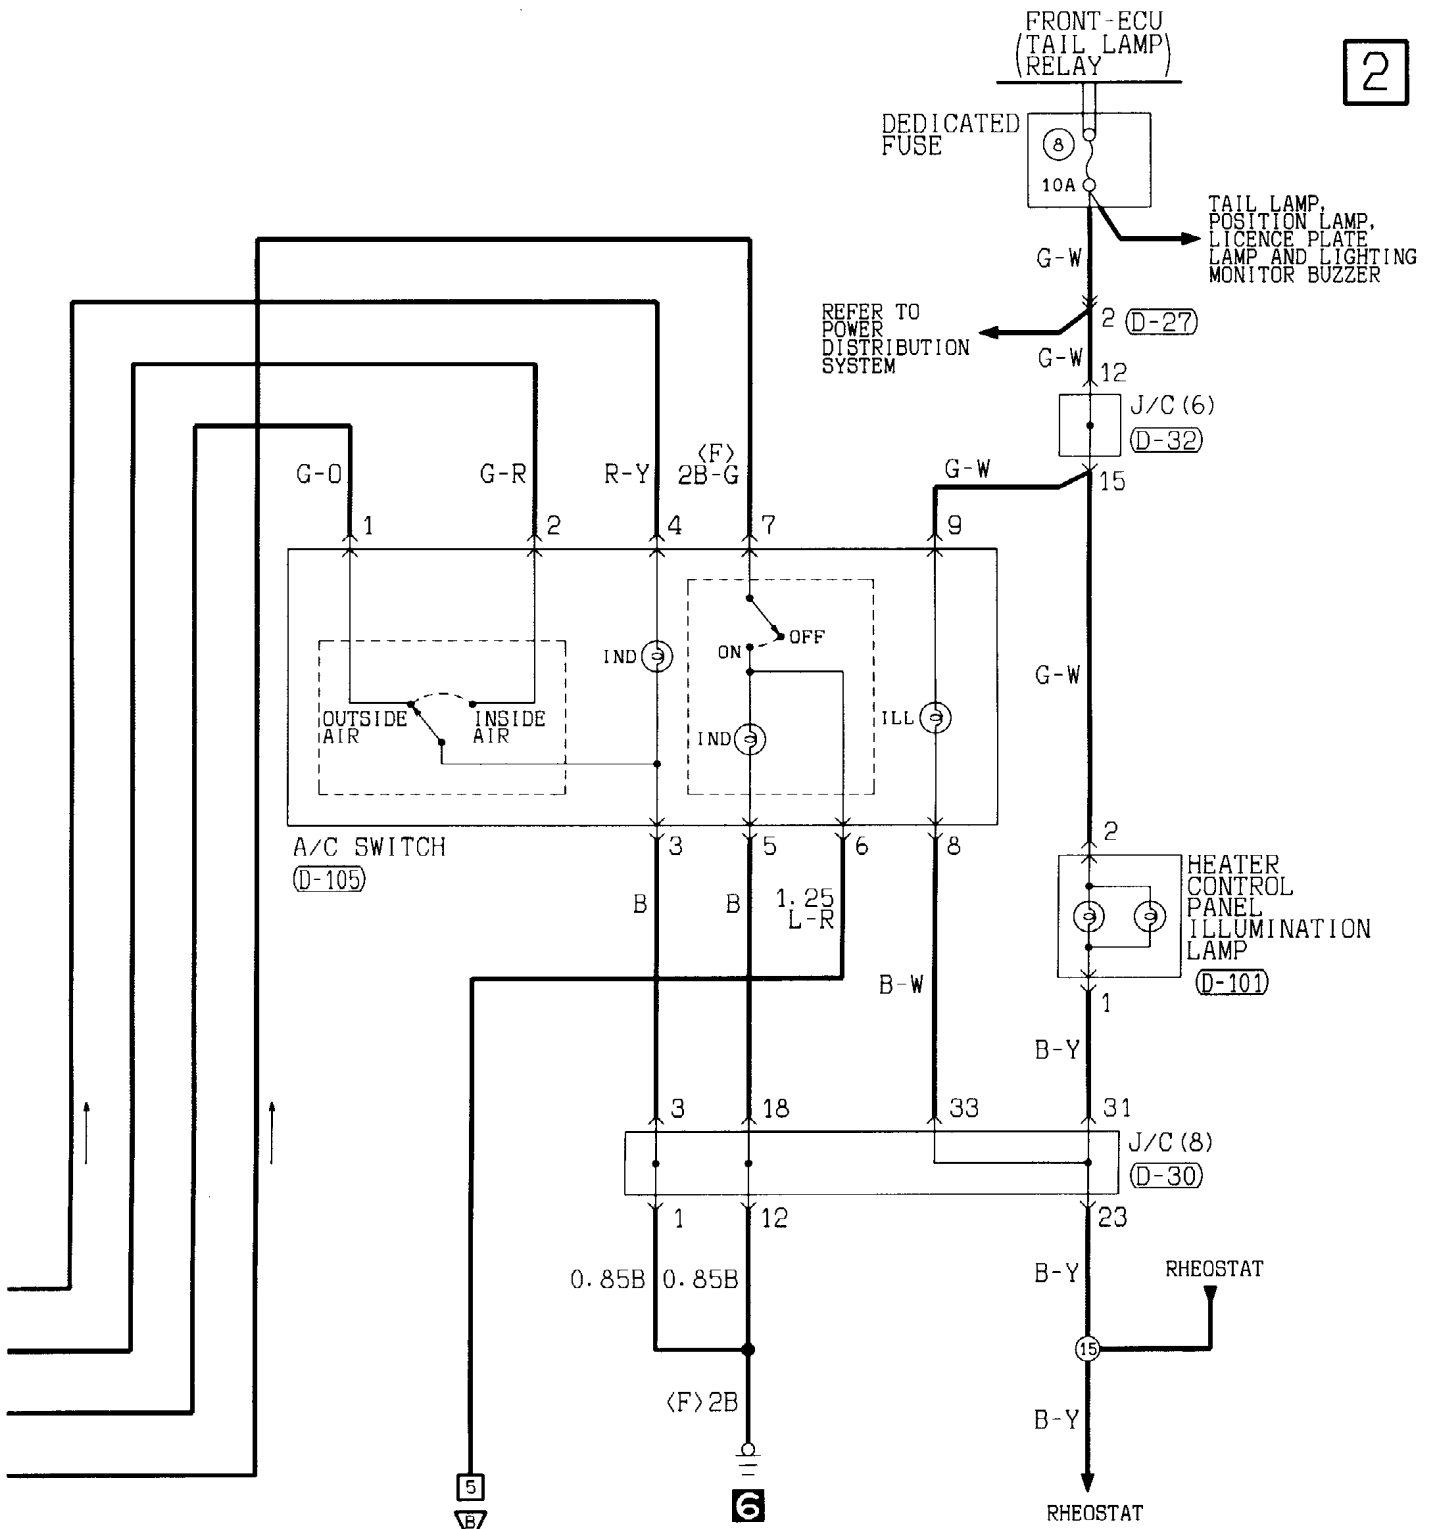 FRONT-ECU
(TAIL LAMP)
RELAY
2
DEDICATED
FUSE
8
10A
TAIL LAMP,
POSITION LAMP,
LICENCE PLATE
LAMP AND LIGHTING
MONITOR BUZZER
G-W
REFER TO
POWER
DISTRIBUTION
SYSTEM
2 (D-27)
G-W
12
J/C(6)
(D-32)
G-O
G-R
R-Y
<F>
2B-G
G-W
15
1
2
4
7
9
OFF
ON
IND
G-W
OUTSIDE
AIR
INSIDE
AIR
IND
ILL
A/C SWITCH
(D-105)
3
5
6
8
2
HEATER
CONTROL
PANEL
ILLUMINATION
LAMP
(D-101)
B
B
1.25
L-R
B-W
1
B-Y
3
18
33
31
J/C(8)
(D-30)
1
12
23
0.85B
0.85B
B-Y
RHEOSTAT
15
<F>2B
B-Y
5
B
6
RHEOSTAT